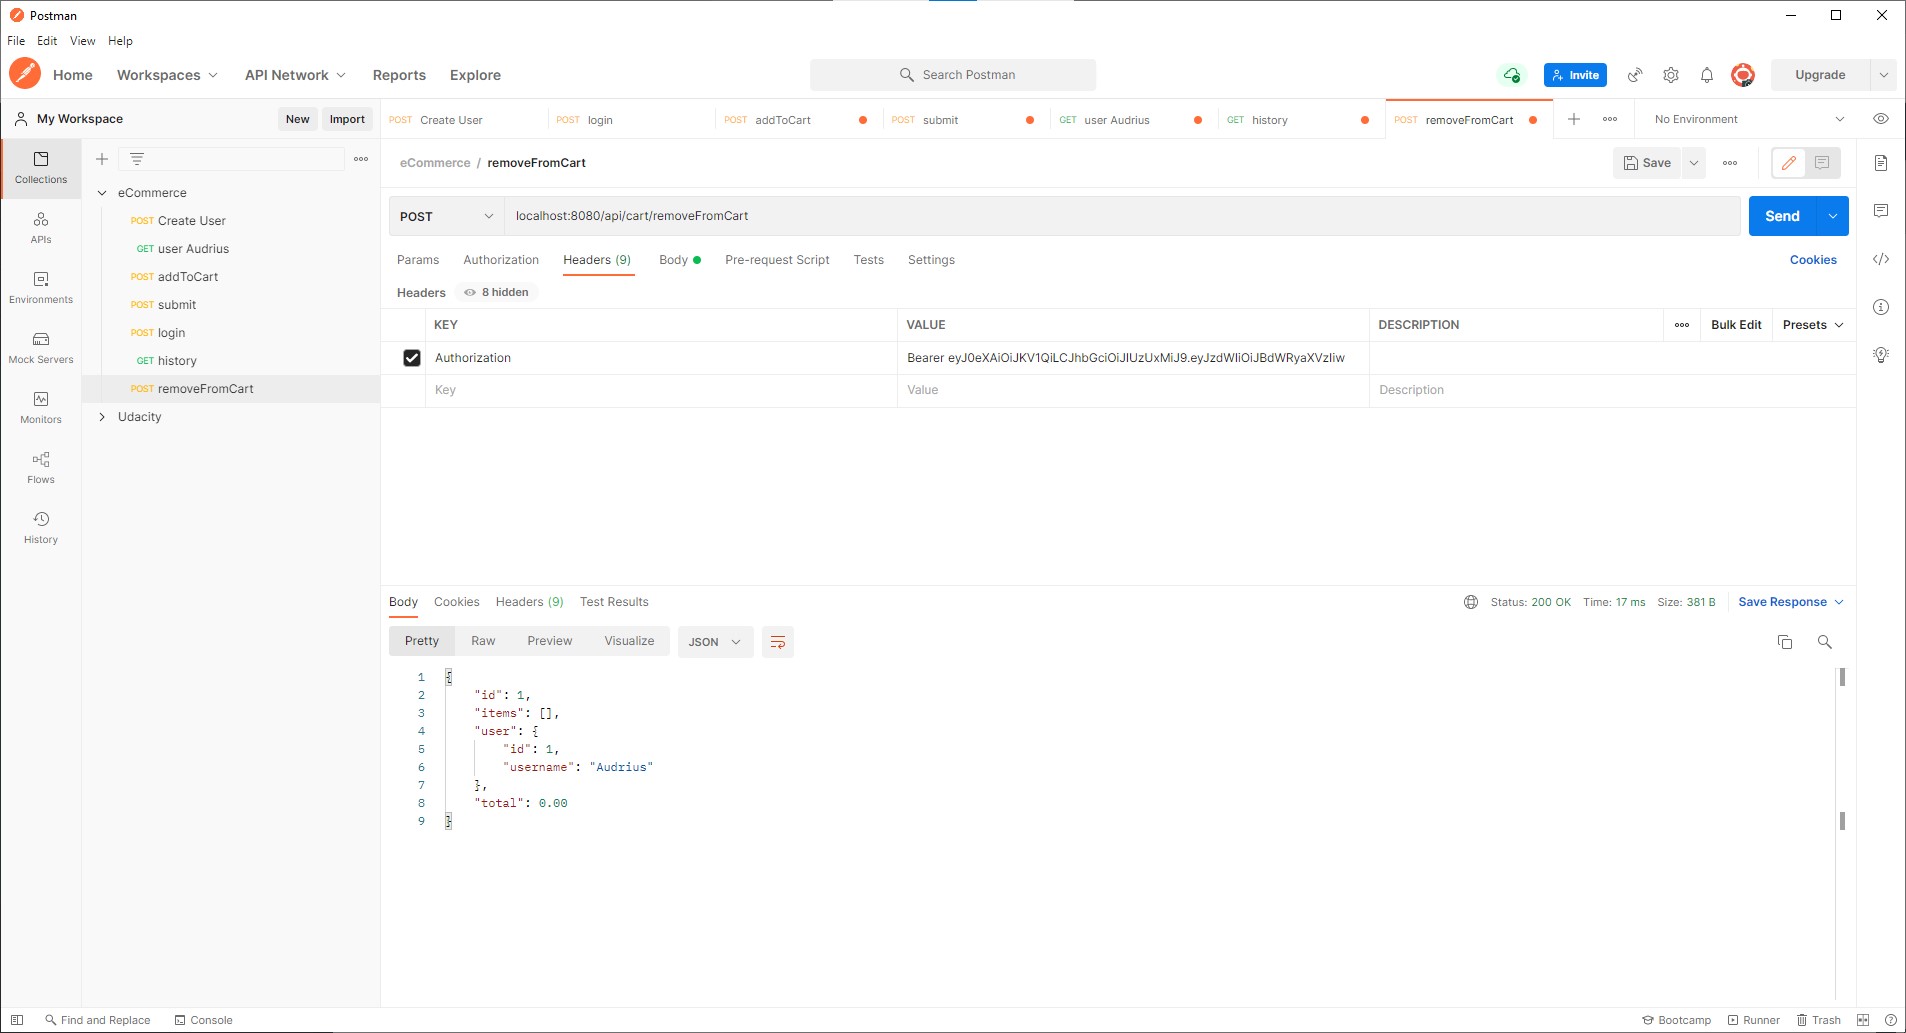 Postman
File Edit View Help
Home Workspaces API Network Reports Explore
Search Postman
Invite
Upgrade
My Workspace
New Import
POST Create User
POST login
POST addToCart
POST submit
GET user Audrius
GET history
POST removeFromCart
No Environment
Collections
APIs
Environments
Mock Servers
Monitors
Flows
History
eCommerce
POST Create User
GET user Audrius
POST addToCart
POST submit
POST login
GET history
POST removeFromCart
Udacity
eCommerce / removeFromCart
Save
POST localhost:8080/api/cart/removeFromCart
Send
Params Authorization Headers (9) Body Pre-request Script Tests Settings
Cookies
Headers 8 hidden
KEY VALUE DESCRIPTION
Bulk Edit Presets
Authorization Bearer eyJ0eXAiOiJKV1QiLCJhbGciOiJIUzUxMiJ9.eyJzdWIiOiJBdWRyaXVzIiw
Key Value Description
Body Cookies Headers (9) Test Results
Status: 200 OK Time: 17 ms Size: 381 B Save Response
Pretty Raw Preview Visualize JSON
1 {
2 "id": 1,
3 "items": [],
4 "user": {
5 "id": 1,
6 "username": "Audrius"
7 },
8 "total": 0.00
9 }
Find and Replace Console
Bootcamp Runner Trash